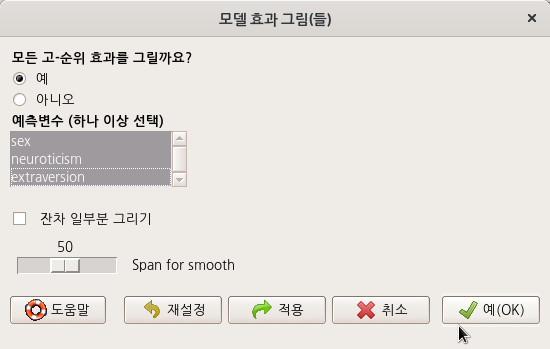 모델 효과 그림(들)
모든 고-순위 효과를 그릴까요?
예
아니오
예측변수 (하나 이상 선택)
sex
neuroticism
extraversion
잔차 일부분 그리기
50
Span for smooth
도움말 재설정 적용 취소 예(OK)